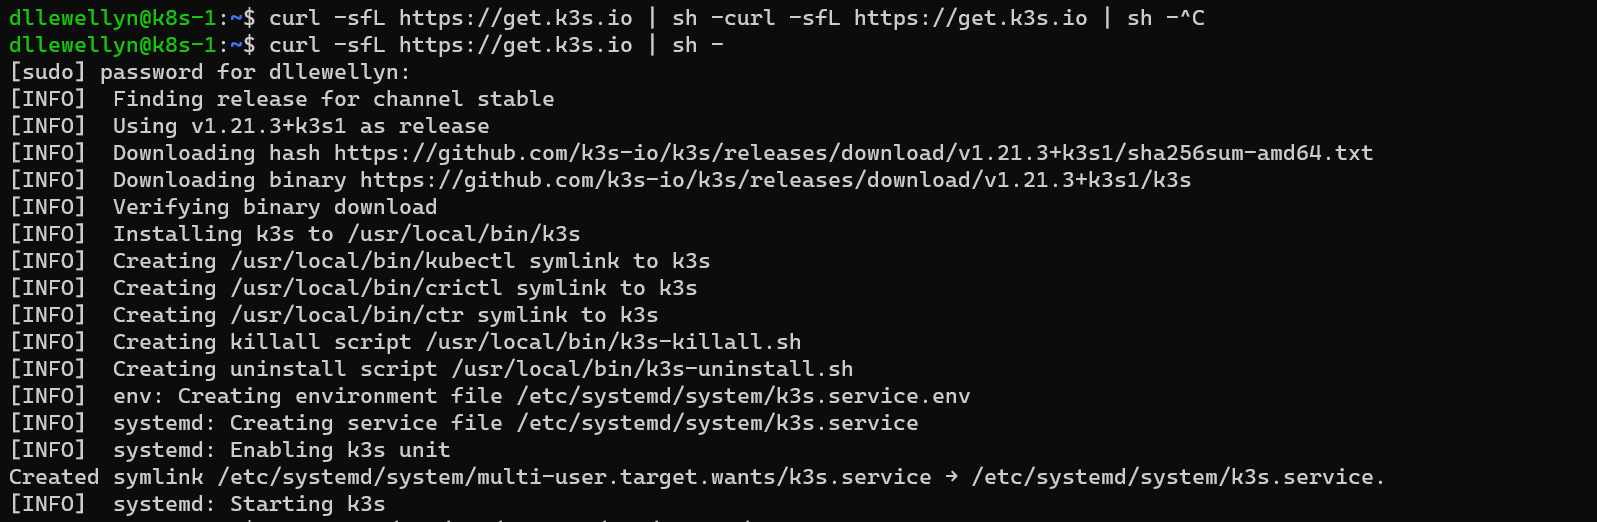 dllewellyn@k8s-1:~$ curl -sfL https://get.k3s.io | sh -curl -sfL https://get.k3s.io | sh -^C
dllewellyn@k8s-1:~$ curl -sfL https://get.k3s.io | sh -
[sudo] password for dllewellyn:
[INFO]  Finding release for channel stable
[INFO]  Using v1.21.3+k3s1 as release
[INFO]  Downloading hash https://github.com/k3s-io/k3s/releases/download/v1.21.3+k3s1/sha256sum-amd64.txt
[INFO]  Downloading binary https://github.com/k3s-io/k3s/releases/download/v1.21.3+k3s1/k3s
[INFO]  Verifying binary download
[INFO]  Installing k3s to /usr/local/bin/k3s
[INFO]  Creating /usr/local/bin/kubectl symlink to k3s
[INFO]  Creating /usr/local/bin/crictl symlink to k3s
[INFO]  Creating /usr/local/bin/ctr symlink to k3s
[INFO]  Creating killall script /usr/local/bin/k3s-killall.sh
[INFO]  Creating uninstall script /usr/local/bin/k3s-uninstall.sh
[INFO]  env: Creating environment file /etc/systemd/system/k3s.service.env
[INFO]  systemd: Creating service file /etc/systemd/system/k3s.service
[INFO]  systemd: Enabling k3s unit
Created symlink /etc/systemd/system/multi-user.target.wants/k3s.service → /etc/systemd/system/k3s.service.
[INFO]  systemd: Starting k3s